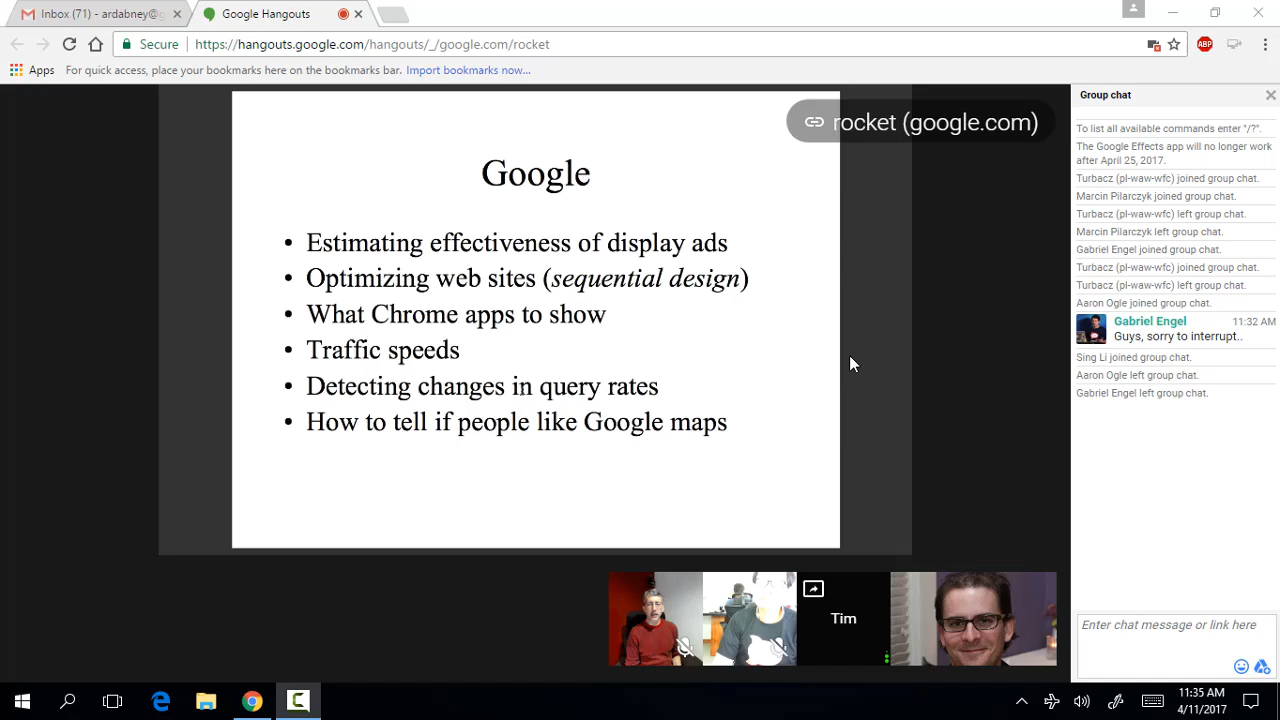 Inbox (71) - ardabney@g
Google Hangouts
Secure
https://hangouts.google.com/hangouts/_/google.com/rocket
ABP
Apps
For quick access, place your bookmarks here on the bookmarks bar. Import bookmarks now...
rocket (google.com)
Google
• Estimating effectiveness of display ads
• Optimizing web sites (sequential design)
• What Chrome apps to show
• Traffic speeds
• Detecting changes in query rates
• How to tell if people like Google maps
Tim
Group chat
To list all available commands enter "/?".
The Google Effects app will no longer work
after April 25, 2017.
Turbacz (pl-waw-wfc) joined group chat.
Marcin Pilarczyk joined group chat.
Turbacz (pl-waw-wfc) left group chat.
Marcin Pilarczyk left group chat.
Gabriel Engel joined group chat.
Turbacz (pl-waw-wfc) joined group chat.
Turbacz (pl-waw-wfc) left group chat.
Aaron Ogle joined group chat.
Gabriel Engel 11:32 AM
Guys, sorry to interrupt..
Sing Li joined group chat.
Aaron Ogle left group chat.
Gabriel Engel left group chat.
Enter chat message or link here
11:35 AM
4/11/2017